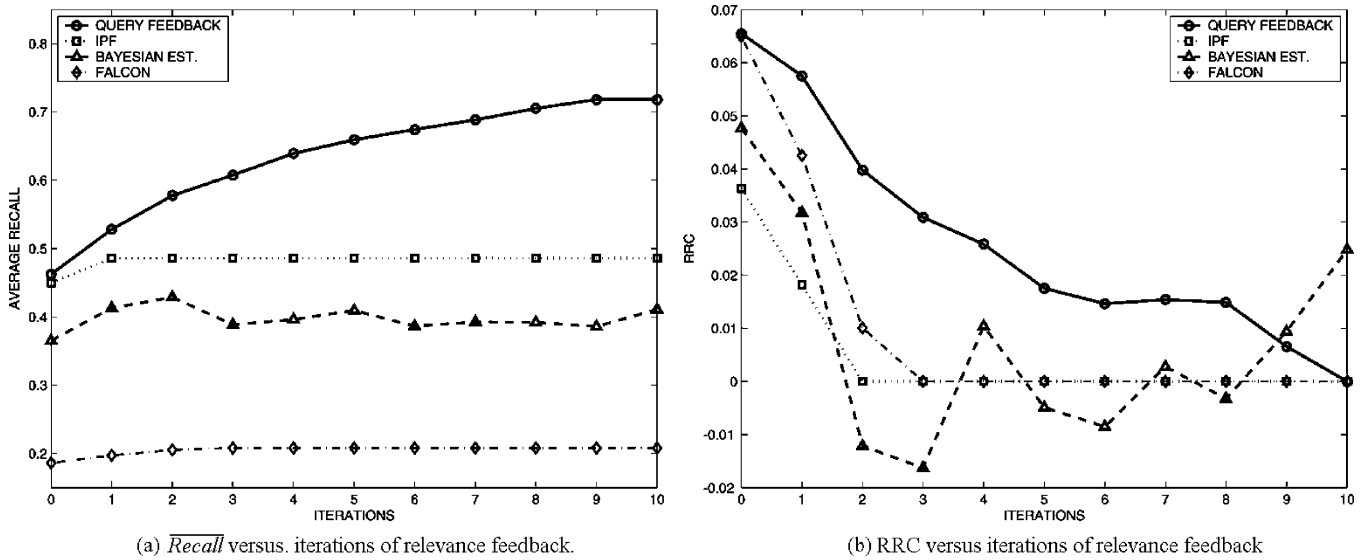 QUERY FEEDBACK
IPF
BAYESIAN EST.
FALCON
0.8
0.7
0.6
0.5
0.4
0.3
0.2
AVERAGE RECALL
0 1 2 3 4 5 6 7 8 9 10
ITERATIONS
(a) Recall versus. iterations of relevance feedback.
QUERY FEEDBACK
IPF
BAYESIAN EST.
FALCON
0.07
0.06
0.05
0.04
0.03
0.02
0.01
0
-0.01
-0.02
RRC
0 1 2 3 4 5 6 7 8 9 10
ITERATIONS
(b) RRC versus iterations of relevance feedback